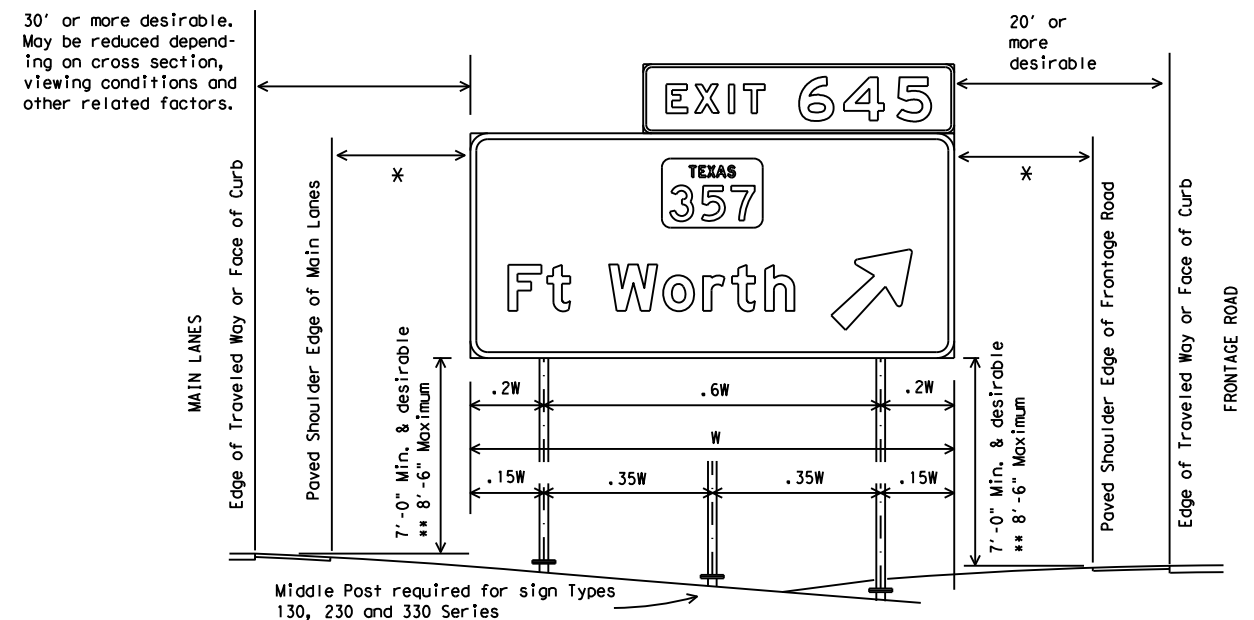 30' or more desirable.
May be reduced depend-
ing on cross section,
viewing conditions and
other related factors.
20' or
more
desirable
EXIT 645
TEXAS
357
Ft Worth
*
*
MAIN LANES
Edge of Traveled Way or Face of Curb
Paved Shoulder Edge of Main Lanes
7'-0" Min. & desirable
** 8'-6" Maximum
.2W
.6W
.2W
W
.15W
.35W
.35W
.15W
7'-0" Min. & desirable
** 8'-6" Maximum
Paved Shoulder Edge of Frontage Road
Edge of Traveled Way or Face of Curb
FRONTAGE ROAD
Middle Post required for sign Types
130, 230 and 330 Series